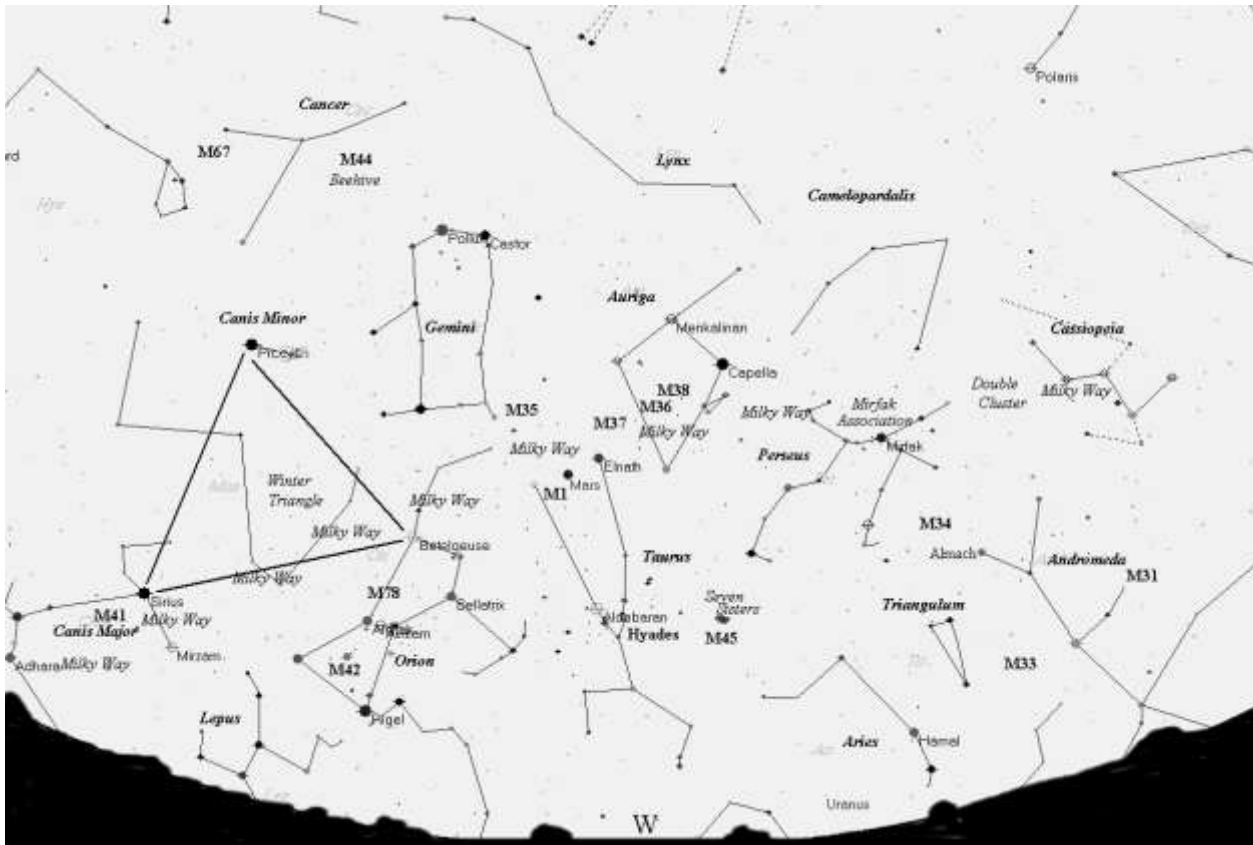 Polaris
Cancer
M67
M44
Beehive
ard
Lynx
Camelopardalis
Pollux
Castor
Auriga
Canis Minor
Procyon
Gemini
Menkalinan
Cassiopeia
Capella
M38
M36
M35
M37
Milky Way
Milky Way
Mirfak
Association
Double
Cluster
Milky Way
Milky Way
Mirfak
Perseus
Elnath
Mars
M1
Winter
Triangle
Milky Way
Milky Way
M34
Betelgeuse
Almach
Andromeda
Taurus
M31
Milky Way
M78
Sirius
Bellatrix
Seven
Sisters
Triangulum
M41
Milky Way
Aldebaran
Hyades
M45
Canis Major
Mirzam
Orion
M42
Adhara
Milky Way
M33
Rigel
Lepus
Aries
Hamal
Uranus
W